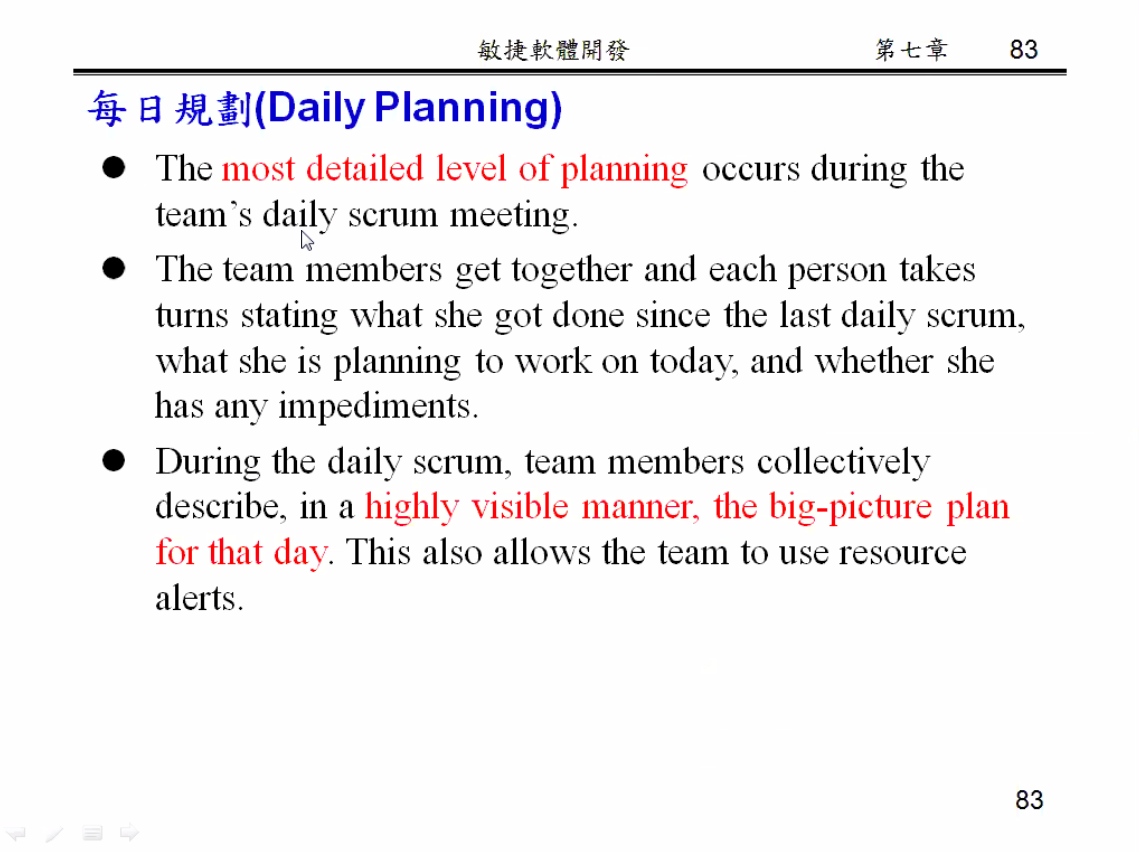 敏捷軟體開發 第七章 83
每日規劃(Daily Planning)
● The most detailed level of planning occurs during the
team’s daily scrum meeting.
● The team members get together and each person takes
turns stating what she got done since the last daily scrum,
what she is planning to work on today, and whether she
has any impediments.
● During the daily scrum, team members collectively
describe, in a highly visible manner, the big-picture plan
for that day. This also allows the team to use resource
alerts.
83